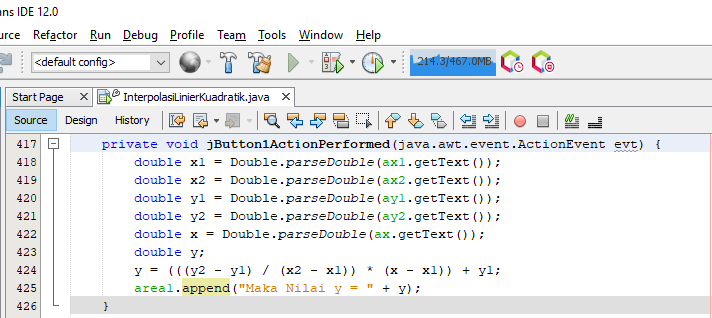 ans IDE 12.0
urce Refactor Run Debug Profile Team Tools Window Help
<default config> 214.3/467.0MB
Start Page InterpolasiLinierKuadratik.java
Source Design History
417 private void jButton1ActionPerformed(java.awt.event.ActionEvent evt) {
418 double x1 = Double.parseDouble(ax1.getText());
419 double x2 = Double.parseDouble(ax2.getText());
420 double y1 = Double.parseDouble(ay1.getText());
421 double y2 = Double.parseDouble(ay2.getText());
422 double x = Double.parseDouble(ax.getText());
423 double y;
424 y = (((y2 - y1) / (x2 - x1)) * (x - x1)) + y1;
425 area1.append("Maka Nilai y = " + y);
426 }